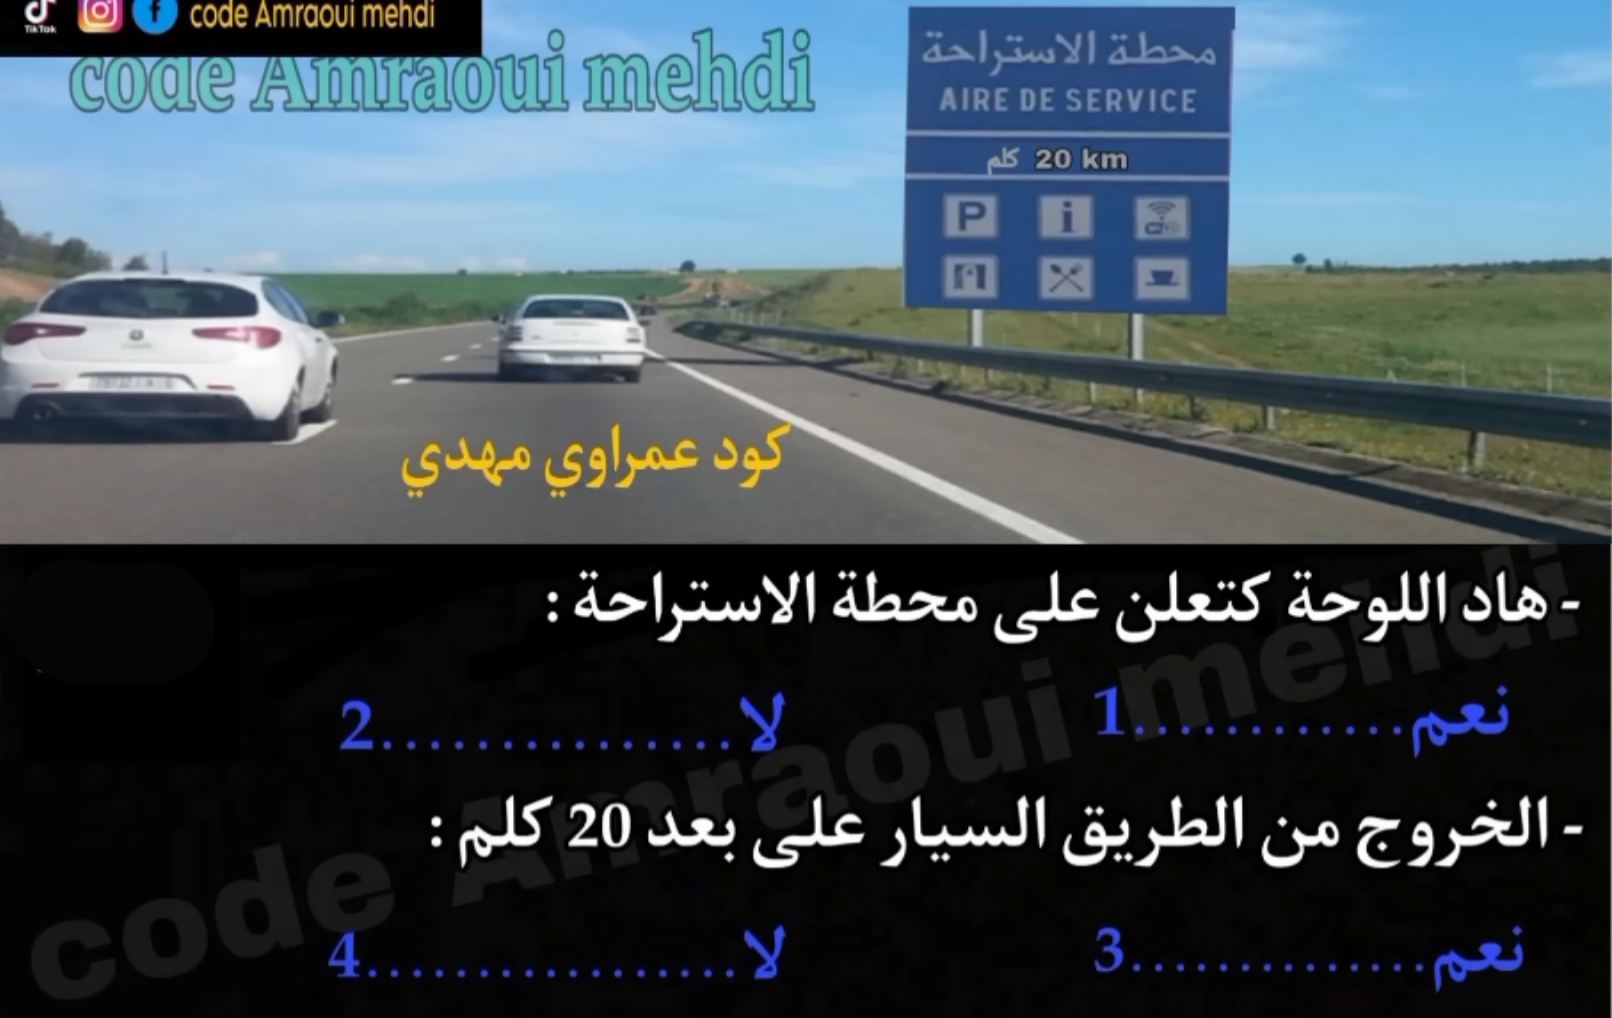 TikTok
code Amraoui mehdi
code Amraoui mehdi
محطة الاستراحة
AIRE DE SERVICE
20 km كلم
P i WiFi
كود عمراوي مهدي
- هاد اللوحة كتعلن على محطة الاستراحة :
نعم............1 لا...............2
- الخروج من الطريق السيار على بعد 20 كلم :
نعم..............3 لا.................4
code Amraoui mehdi